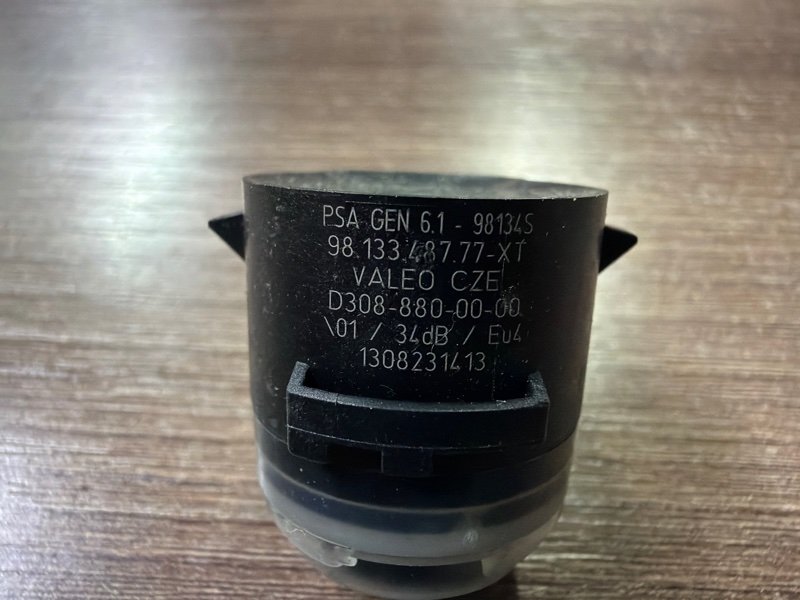 PSA GEN 6.1 - 98134S
98.133.487.77-XT
VALEO CZE
D308-880-00-00
\01 / 34dB / Eu4
1308231413